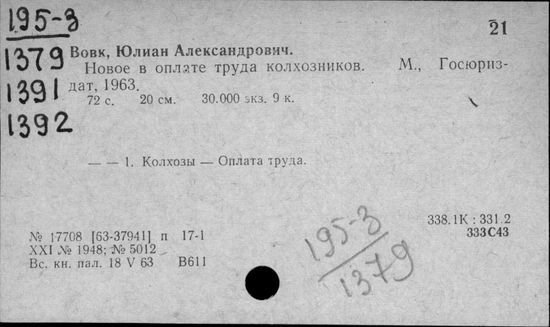 195-3
21
1379
1391
1392
Вовк, Юлиан Александрович.
Новое в оплате труда колхозников. М., Госюриз-
дат, 1963.
72 с. 20 см. 30.000 экз. 9 к.
— — 1. Колхозы — Оплата труда.
338.1К : 331.2
333С43
№ 17708 [63-37941] п 17-1
XXI № 1948; № 5012
Вс. кн. пал. 18 V 63 В611
195-3
1379